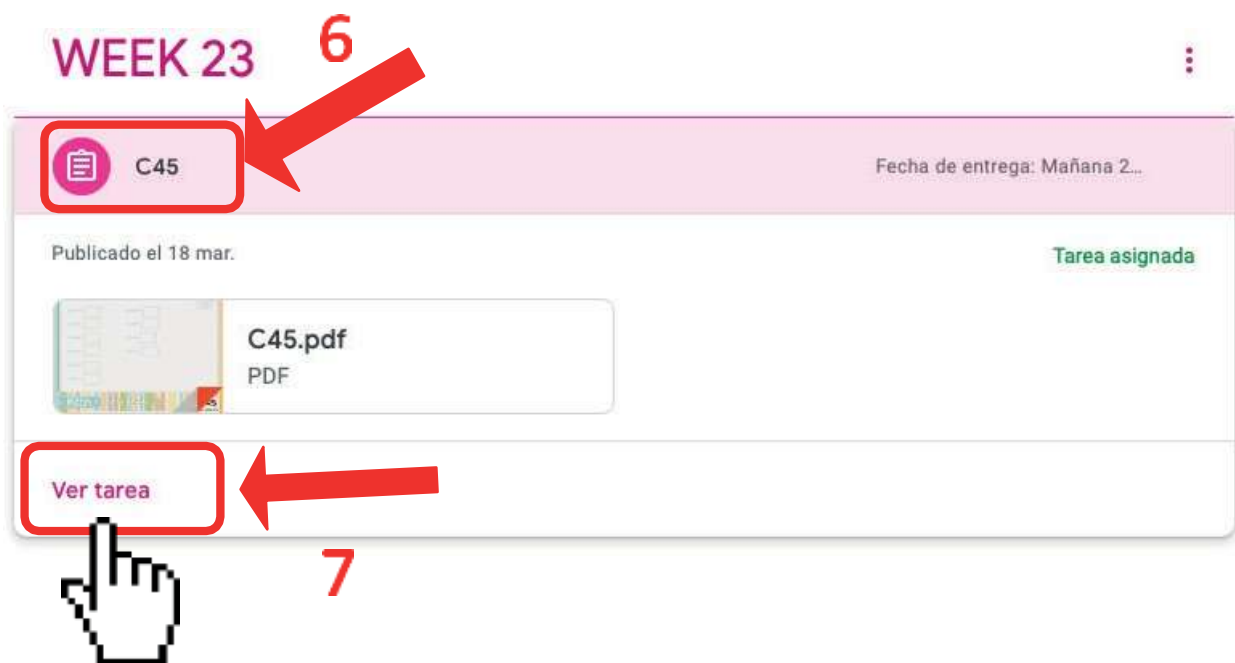 6
WEEK 23
C45
Fecha de entrega: Mañana 2...
Publicado el 18 mar.
Tarea asignada
C45.pdf
PDF
Ver tarea
7